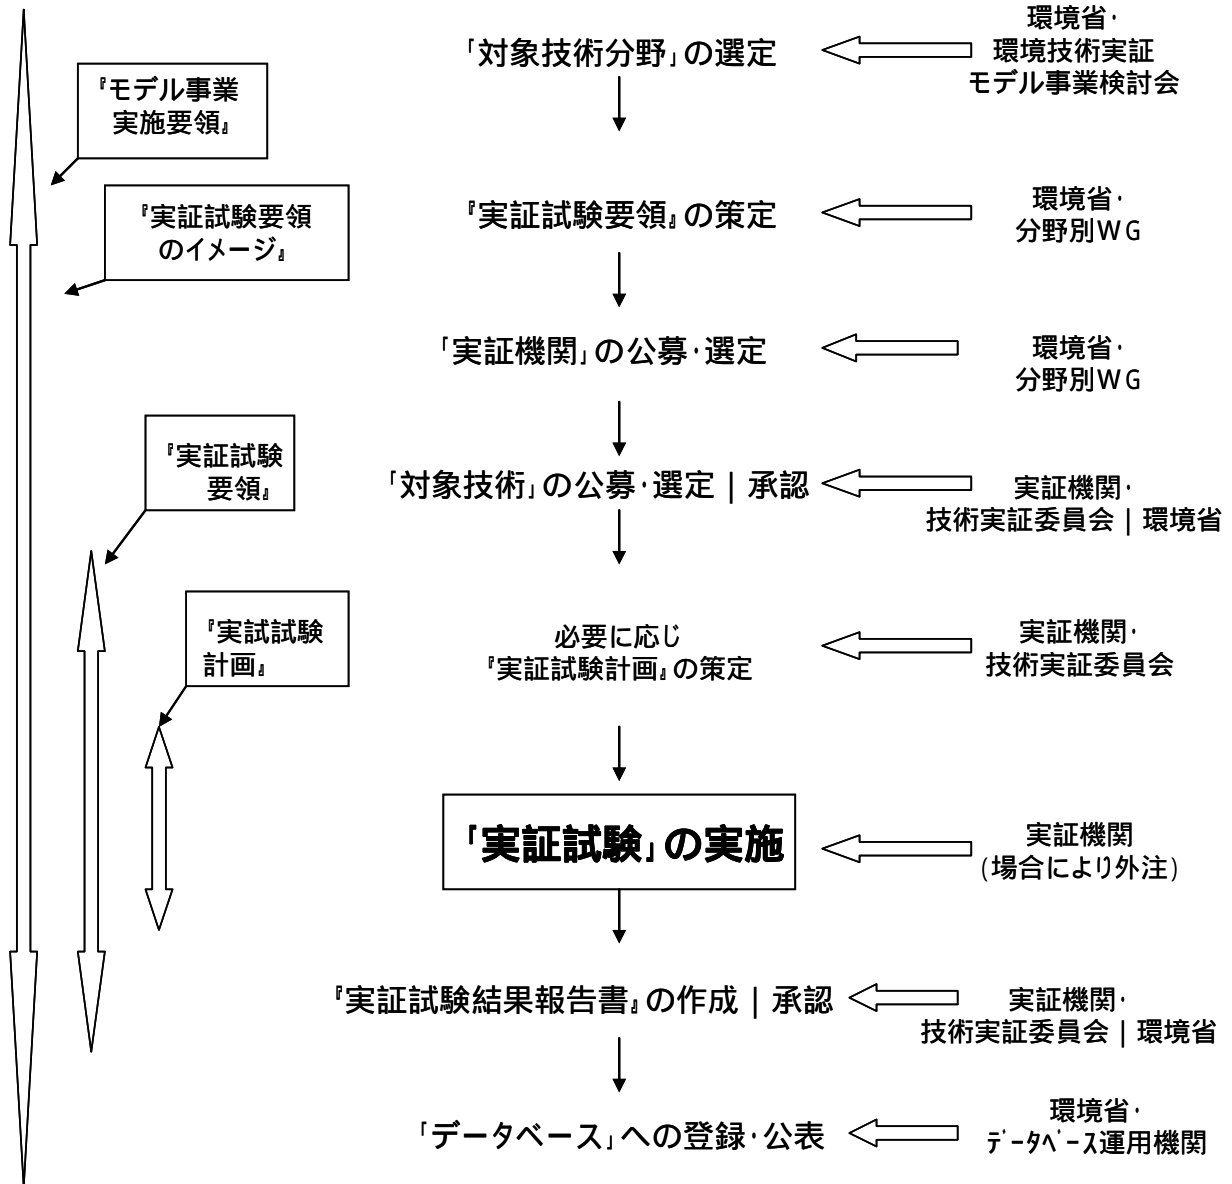 「対象技術分野」の選定
環境省・
環境技術実証
モデル事業検討会
『モデル事業
実施要領』
『実証試験要領
のイメージ』
『実証試験要領』の策定
環境省・
分野別WG
「実証機関」の公募・選定
環境省・
分野別WG
『実証試験
要領』
「対象技術」の公募・選定|承認
実証機関・
技術実証委員会|環境省
『実試試験
計画』
必要に応じ
『実証試験計画』の策定
実証機関・
技術実証委員会
「実証試験」の実施
実証機関
(場合により外注)
『実証試験結果報告書』の作成|承認
実証機関・
技術実証委員会|環境省
「データベース」への登録・公表
環境省・
データベース運用機関